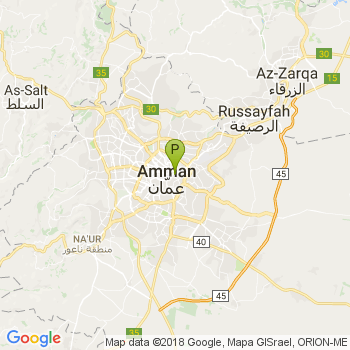 35
Az-Zarqa
الزرقاء
15
As-Salt
السلط
30
Russayfah
الرصيفة
P
Amman
عمان
45
NA'UR
منطقة ناعور
40
45
35
Google
Map data ©2018 Google, Mapa GISrael, ORION-ME